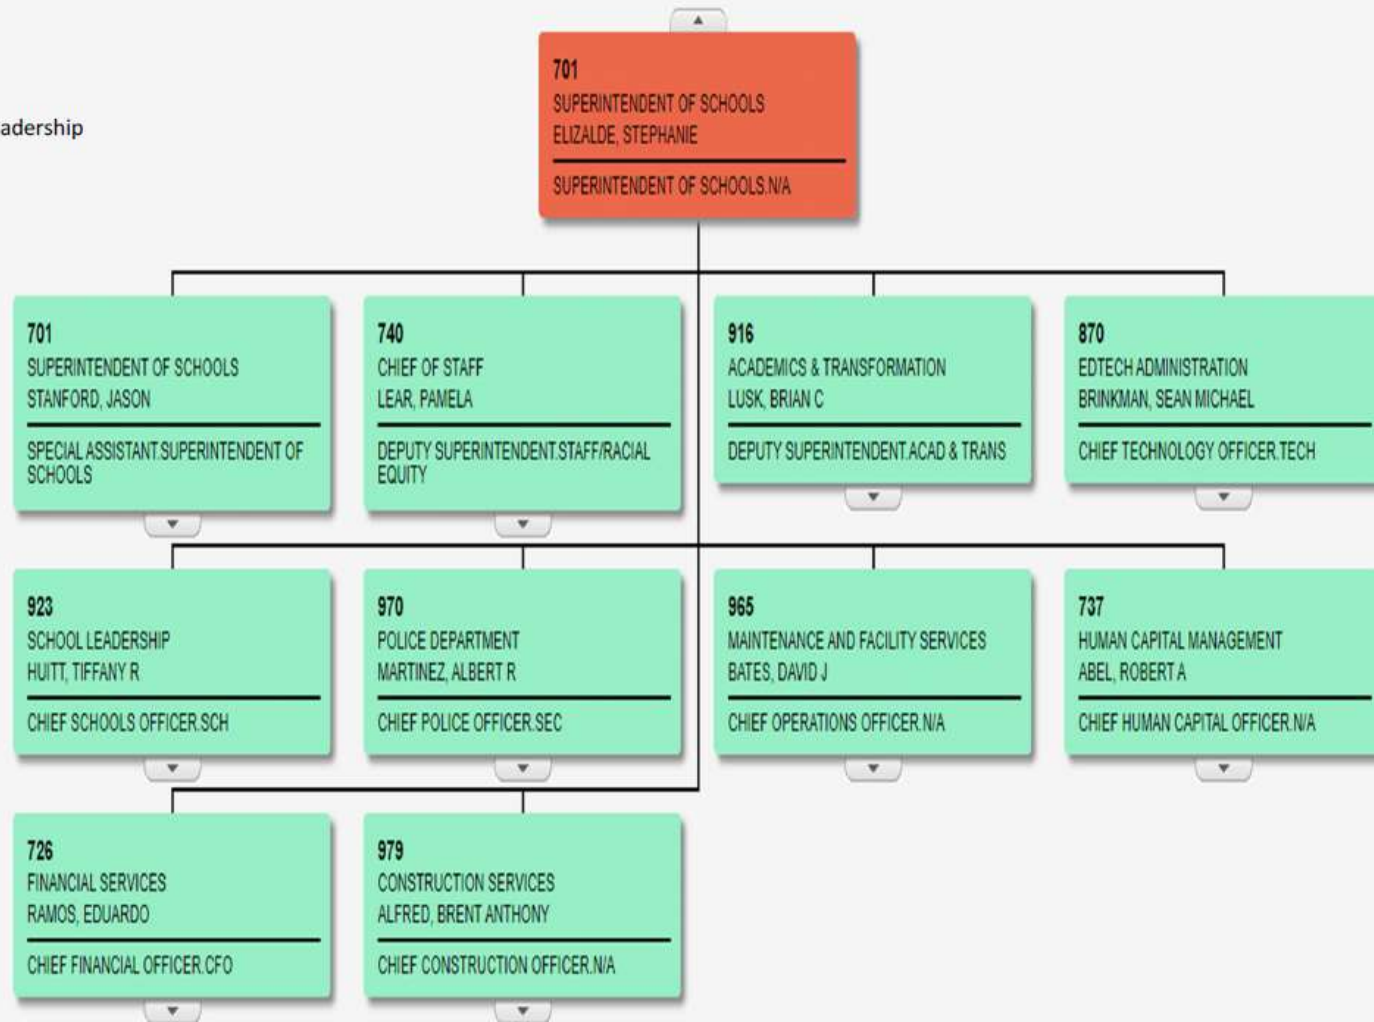 adership
701
SUPERINTENDENT OF SCHOOLS
ELIZALDE, STEPHANIE
SUPERINTENDENT OF SCHOOLS.N/A
701
SUPERINTENDENT OF SCHOOLS
STANFORD, JASON
SPECIAL ASSISTANT.SUPERINTENDENT OF
SCHOOLS
740
CHIEF OF STAFF
LEAR, PAMELA
DEPUTY SUPERINTENDENT.STAFF/RACIAL
EQUITY
916
ACADEMICS & TRANSFORMATION
LUSK, BRIAN C
DEPUTY SUPERINTENDENT.ACAD & TRANS
870
EDTECH ADMINISTRATION
BRINKMAN, SEAN MICHAEL
CHIEF TECHNOLOGY OFFICER.TECH
923
SCHOOL LEADERSHIP
HUITT, TIFFANY R
CHIEF SCHOOLS OFFICER.SCH
970
POLICE DEPARTMENT
MARTINEZ, ALBERT R
CHIEF POLICE OFFICER.SEC
965
MAINTENANCE AND FACILITY SERVICES
BATES, DAVID J
CHIEF OPERATIONS OFFICER.N/A
737
HUMAN CAPITAL MANAGEMENT
ABEL, ROBERT A
CHIEF HUMAN CAPITAL OFFICER.N/A
726
FINANCIAL SERVICES
RAMOS, EDUARDO
CHIEF FINANCIAL OFFICER.CFO
979
CONSTRUCTION SERVICES
ALFRED, BRENT ANTHONY
CHIEF CONSTRUCTION OFFICER.N/A